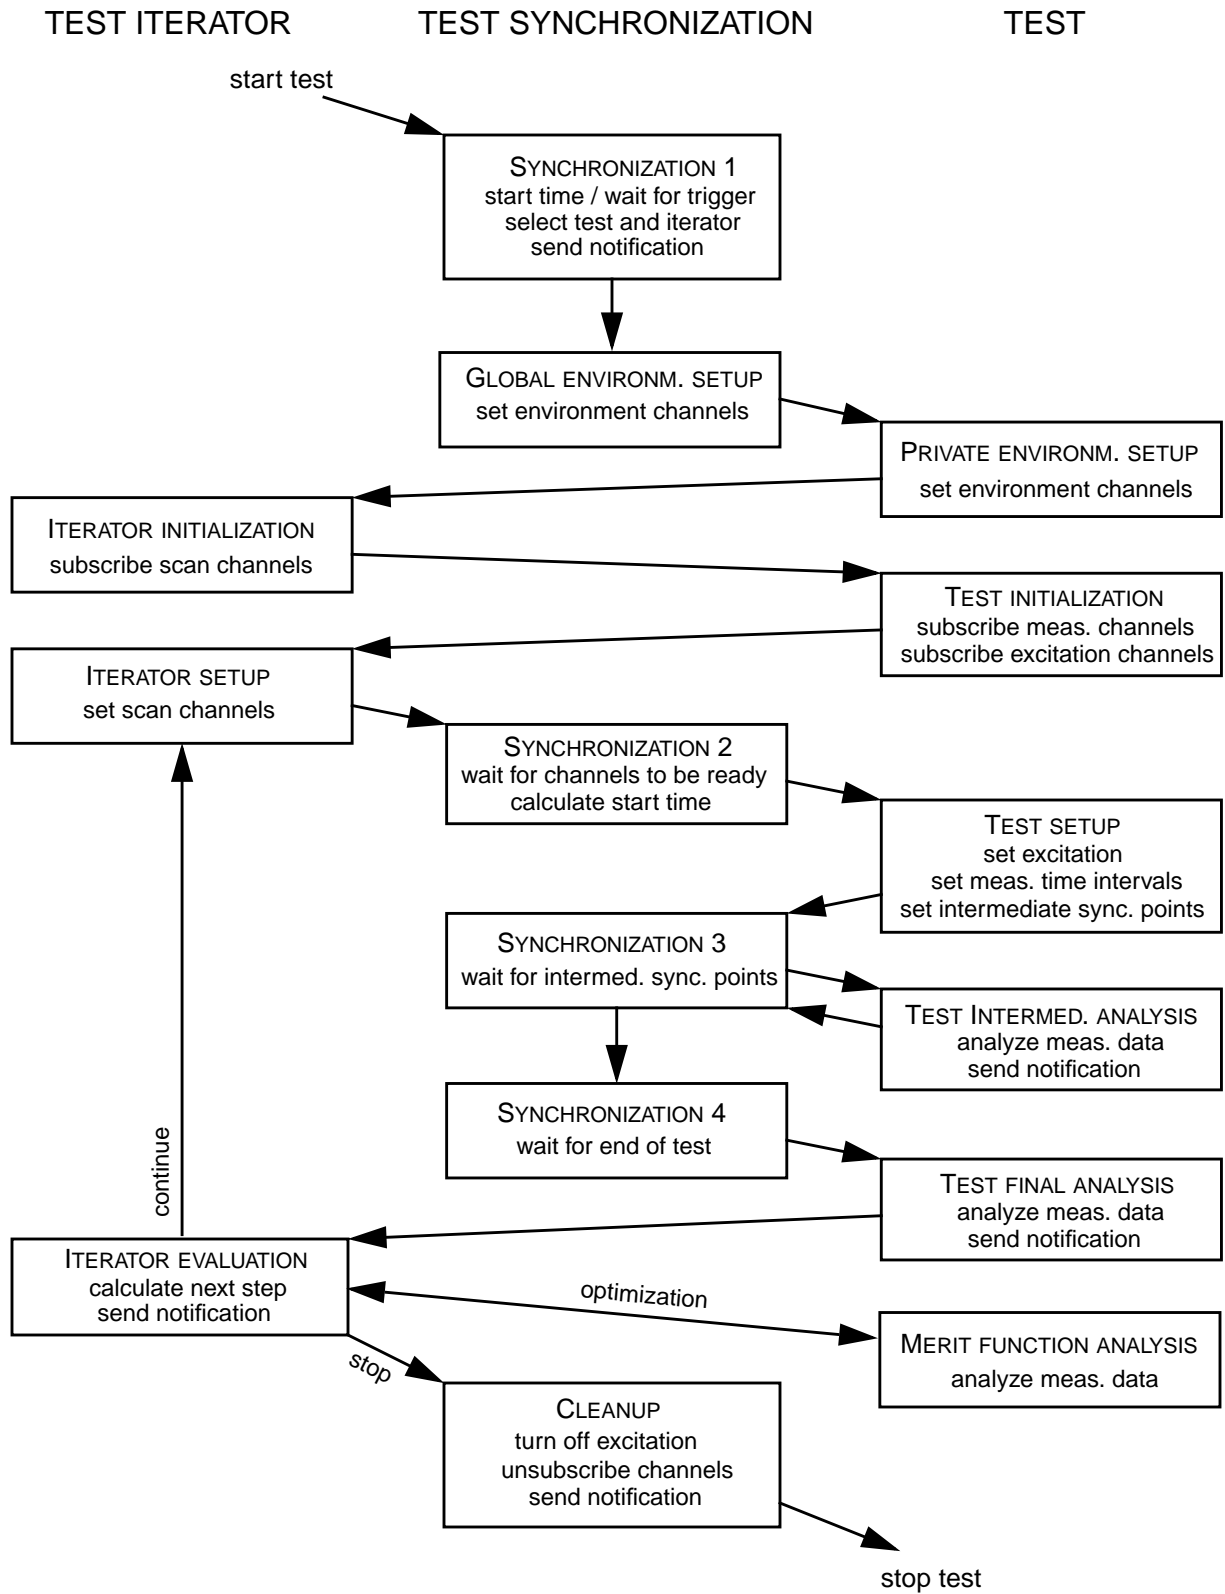 TEST ITERATOR
TEST SYNCHRONIZATION
TEST
start test
SYNCHRONIZATION 1
start time / wait for trigger
select test and iterator
send notification
GLOBAL ENVIRONM. SETUP
set environment channels
PRIVATE ENVIRONM. SETUP
set environment channels
ITERATOR INITIALIZATION
subscribe scan channels
TEST INITIALIZATION
subscribe meas. channels
subscribe excitation channels
ITERATOR SETUP
set scan channels
SYNCHRONIZATION 2
wait for channels to be ready
calculate start time
TEST SETUP
set excitation
set meas. time intervals
set intermediate sync. points
SYNCHRONIZATION 3
wait for intermed. sync. points
TEST INTERMED. ANALYSIS
analyze meas. data
send notification
SYNCHRONIZATION 4
wait for end of test
continue
TEST FINAL ANALYSIS
analyze meas. data
send notification
ITERATOR EVALUATION
calculate next step
send notification
optimization
MERIT FUNCTION ANALYSIS
analyze meas. data
stop
CLEANUP
turn off excitation
unsubscribe channels
send notification
stop test